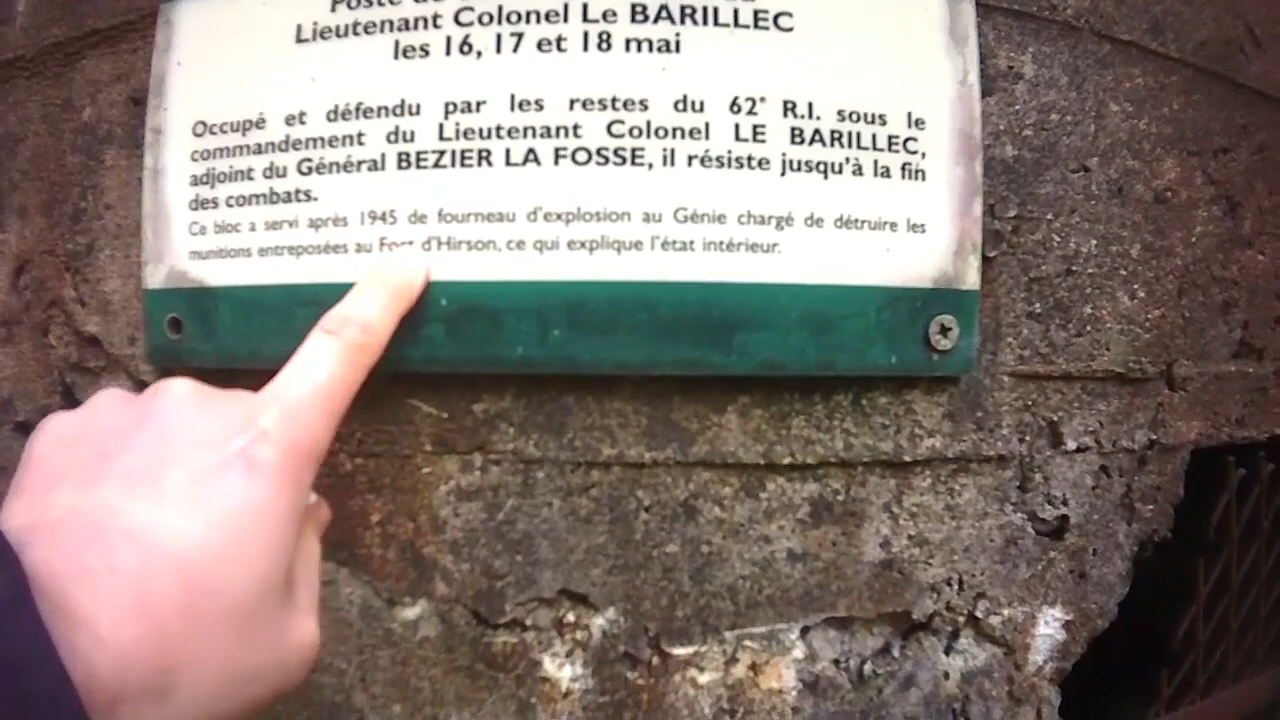 Poste
Lieutenant Colonel Le BARILLEC
les 16, 17 et 18 mai
Occupé et défendu par les restes du 62° R.I. sous le
commandement du Lieutenant Colonel LE BARILLEC,
adjoint du Général BEZIER LA FOSSE, il résiste jusqu'à la fin
des combats.
Ce bloc a servi après 1945 de fourneau d'explosion au Génie chargé de détruire les
munitions entreposées au Fort d'Hirson, ce qui explique l'état intérieur.